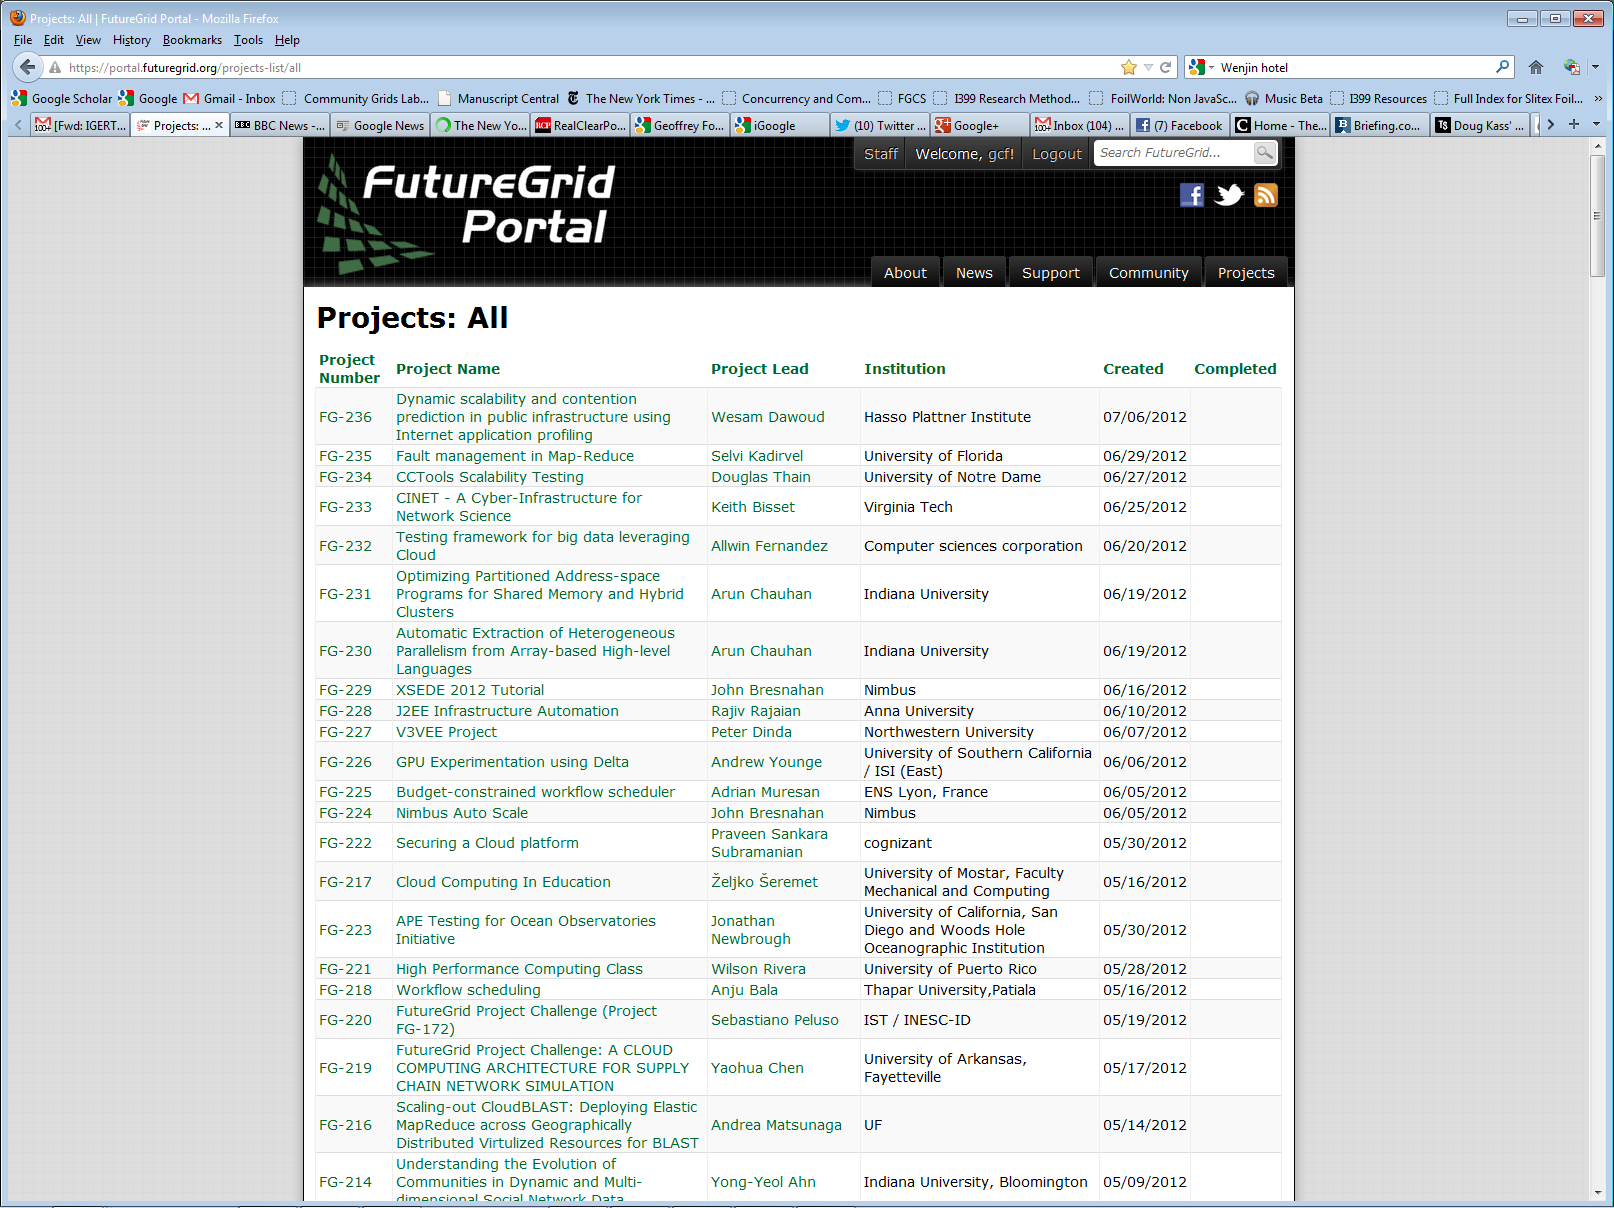 Projects: All | FutureGrid Portal - Mozilla Firefox
File Edit View History Bookmarks Tools Help
https://portal.futuregrid.org/projects-list/all
Wenjin hotel
Google Scholar Google Gmail - Inbox Community Grids Lab... Manuscript Central The New York Times - ... Concurrency and Com... FGCS I399 Research Method... FoilWorld: Non JavaSc... Music Beta I399 Resources Full Index for Slitex Foil... »
[Fwd: IGERT... Projects: ... BBC News -... Google News The New Yo... RealClearPo... Geoffrey Fo... iGoogle (10) Twitter ... Google+ Inbox (104) ... (7) Facebook Home - The... Briefing.co... Doug Kass' ...
FutureGrid
Portal
Staff Welcome, gcf! Logout Search FutureGrid...
About News Support Community Projects
Projects: All
Project Number Project Name Project Lead Institution Created Completed
FG-236 Dynamic scalability and contention prediction in public infrastructure using Internet application profiling Wesam Dawoud Hasso Plattner Institute 07/06/2012
FG-235 Fault management in Map-Reduce Selvi Kadirvel University of Florida 06/29/2012
FG-234 CCTools Scalability Testing Douglas Thain University of Notre Dame 06/27/2012
FG-233 CINET - A Cyber-Infrastructure for Network Science Keith Bisset Virginia Tech 06/25/2012
FG-232 Testing framework for big data leveraging Cloud Allwin Fernandez Computer sciences corporation 06/20/2012
FG-231 Optimizing Partitioned Address-space Programs for Shared Memory and Hybrid Clusters Arun Chauhan Indiana University 06/19/2012
FG-230 Automatic Extraction of Heterogeneous Parallelism from Array-based High-level Languages Arun Chauhan Indiana University 06/19/2012
FG-229 XSEDE 2012 Tutorial John Bresnahan Nimbus 06/16/2012
FG-228 J2EE Infrastructure Automation Rajiv Rajaian Anna University 06/10/2012
FG-227 V3VEE Project Peter Dinda Northwestern University 06/07/2012
FG-226 GPU Experimentation using Delta Andrew Younge University of Southern California / ISI (East) 06/06/2012
FG-225 Budget-constrained workflow scheduler Adrian Muresan ENS Lyon, France 06/05/2012
FG-224 Nimbus Auto Scale John Bresnahan Nimbus 06/05/2012
FG-222 Securing a Cloud platform Praveen Sankara Subramanian cognizant 05/30/2012
FG-217 Cloud Computing In Education Željko Šeremet University of Mostar, Faculty Mechanical and Computing 05/16/2012
FG-223 APE Testing for Ocean Observatories Initiative Jonathan Newbrough University of California, San Diego and Woods Hole Oceanographic Institution 05/30/2012
FG-221 High Performance Computing Class Wilson Rivera University of Puerto Rico 05/28/2012
FG-218 Workflow scheduling Anju Bala Thapar University,Patiala 05/16/2012
FG-220 FutureGrid Project Challenge (Project FG-172) Sebastiano Peluso IST / INESC-ID 05/19/2012
FG-219 FutureGrid Project Challenge: A CLOUD COMPUTING ARCHITECTURE FOR SUPPLY CHAIN NETWORK SIMULATION Yaohua Chen University of Arkansas, Fayetteville 05/17/2012
FG-216 Scaling-out CloudBLAST: Deploying Elastic MapReduce across Geographically Distributed Virtulized Resources for BLAST Andrea Matsunaga UF 05/14/2012
FG-214 Understanding the Evolution of Communities in Dynamic and Multi-dimensional Social Network Data Yong-Yeol Ahn Indiana University, Bloomington 05/09/2012